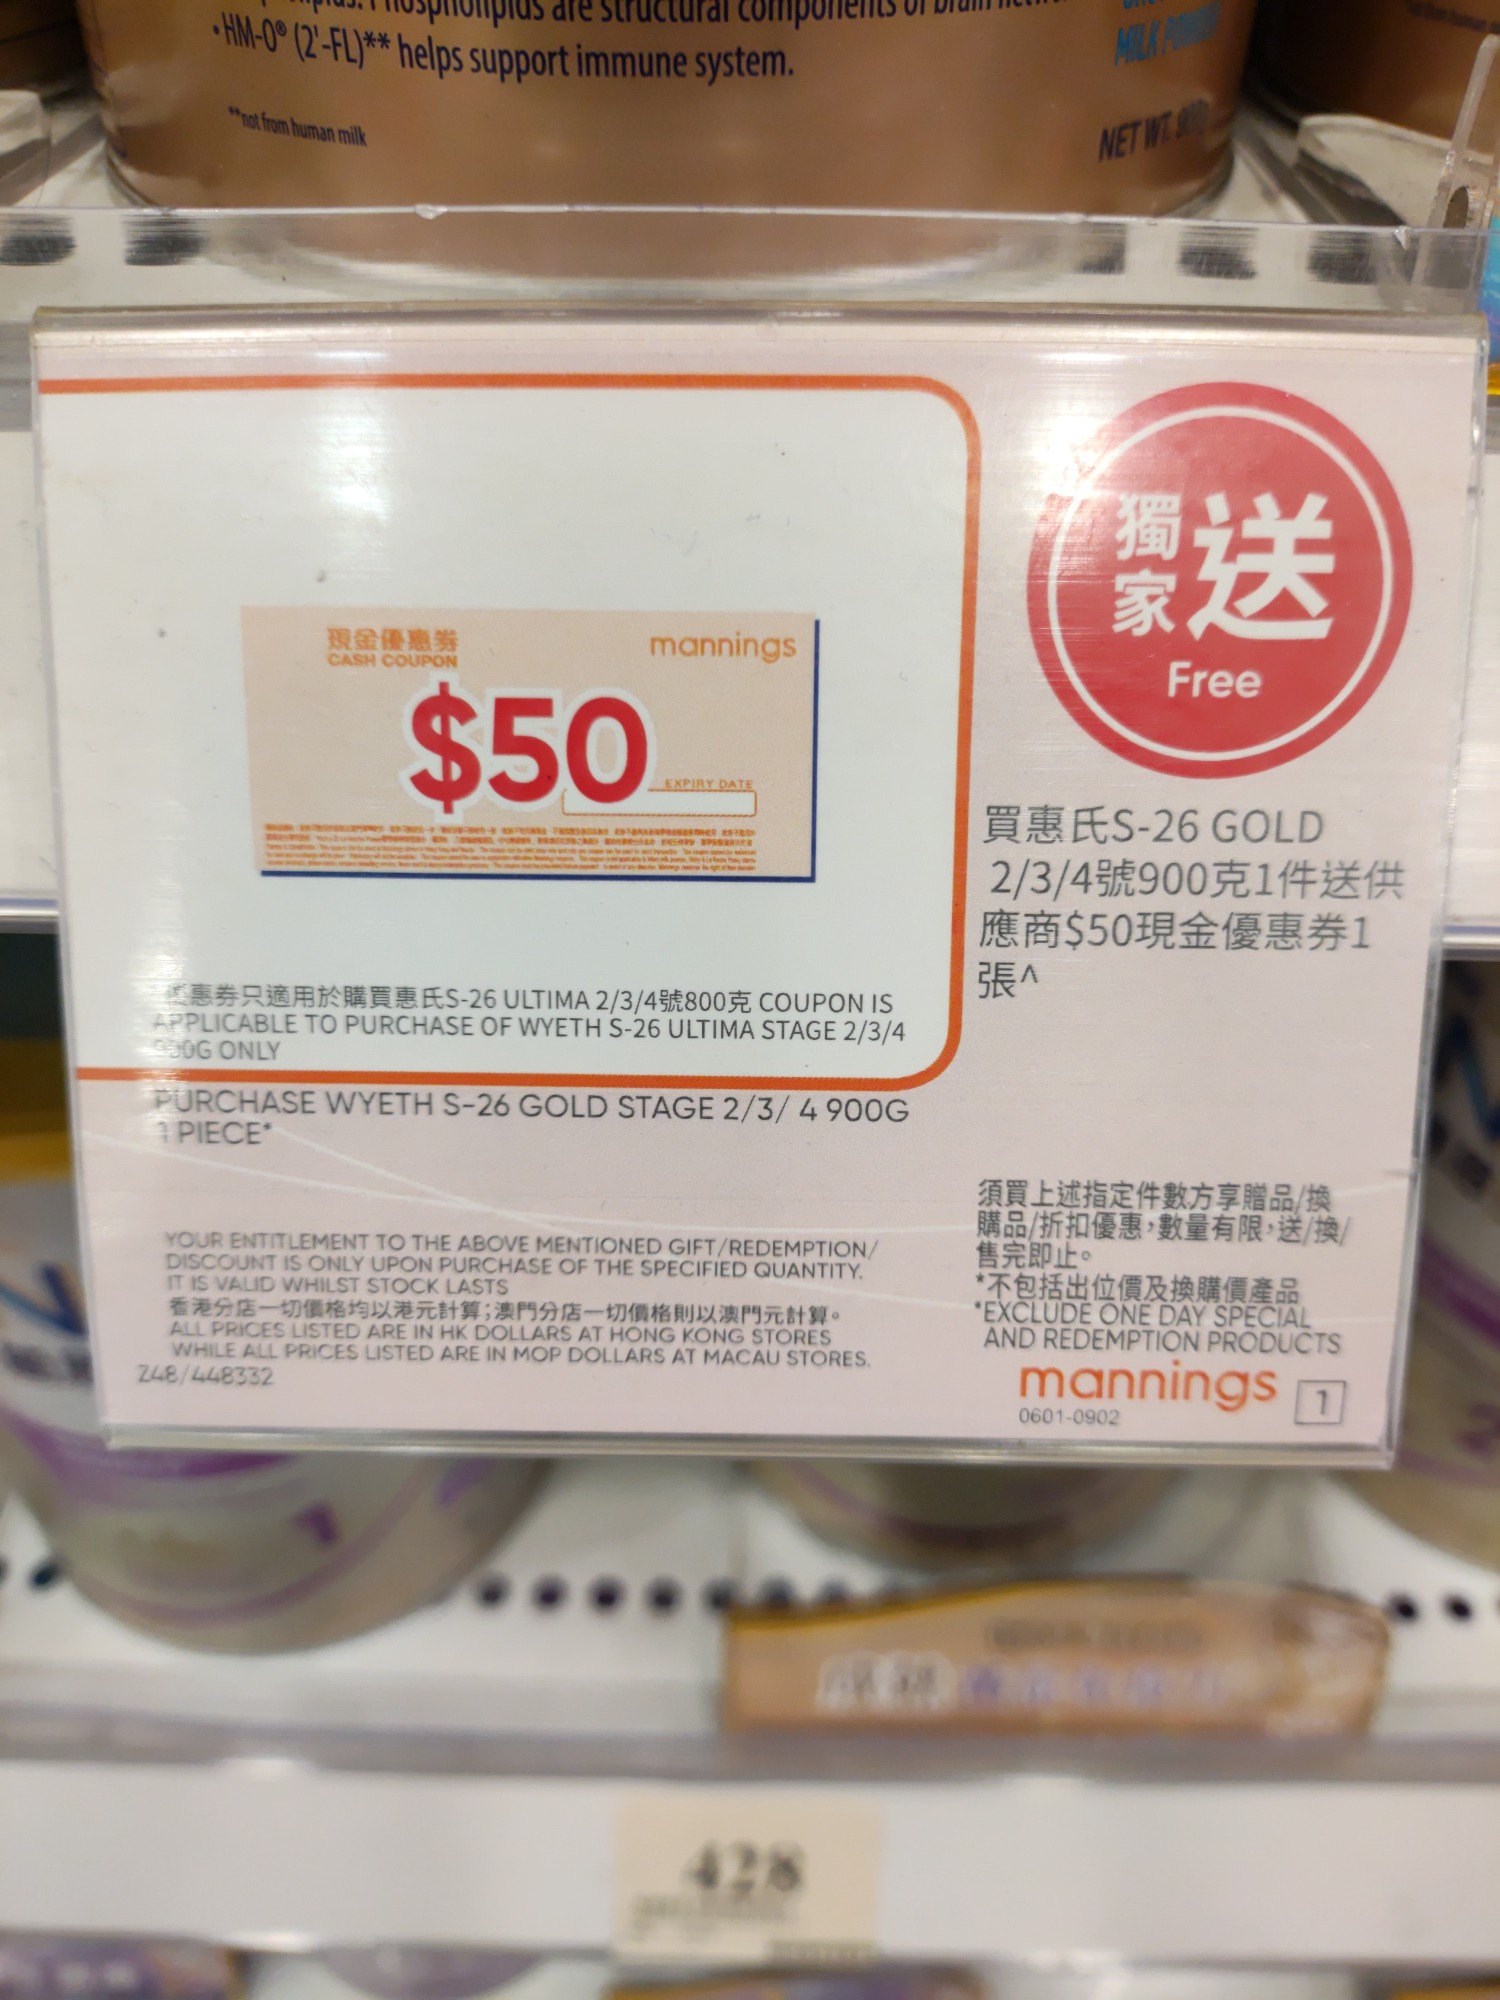 Phospholipids are structural components of brain
•HM-O® (2'-FL)** helps support immune system.
**not from human milk
MILK
NET WT. 900g
獨家
送
Free
現金優惠券
CASH COUPON
mannings
$50
EXPIRY DATE
買惠氏S-26 GOLD
2/3/4號900克1件送供
應商$50現金優惠券1
張^
優惠券只適用於購買惠氏S-26 ULTIMA 2/3/4號800克 COUPON IS
APPLICABLE TO PURCHASE OF WYETH S-26 ULTIMA STAGE 2/3/4
ONLY
PURCHASE WYETH S-26 GOLD STAGE 2/3/ 4 900G
1 PIECE*
YOUR ENTITLEMENT TO THE ABOVE MENTIONED GIFT/REDEMPTION/
DISCOUNT IS ONLY UPON PURCHASE OF THE SPECIFIED QUANTITY.
IT IS VALID WHILST STOCK LASTS
香港分店一切價格均以港元計算;澳門分店一切價格則以澳門元計算。
ALL PRICES LISTED ARE IN HK DOLLARS AT HONG KONG STORES
WHILE ALL PRICES LISTED ARE IN MOP DOLLARS AT MACAU STORES.
Z48/448332
須買上述指定件數方享贈品/換
購品/折扣優惠,數量有限,送/換/
售完即止。
*不包括出位價及換購價產品
*EXCLUDE ONE DAY SPECIAL
AND REDEMPTION PRODUCTS
mannings
0601-0902
1
428